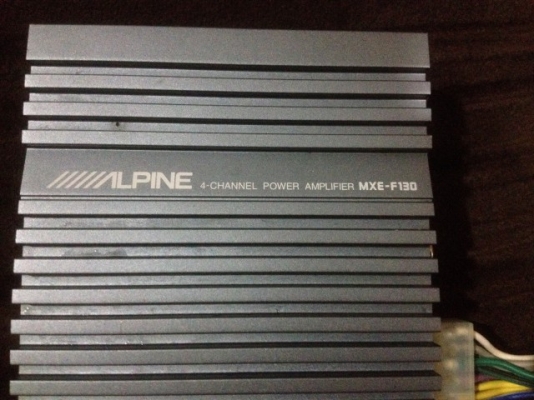 ALPINE 4-CHANNEL POWER AMPLIFIER MXE-F130